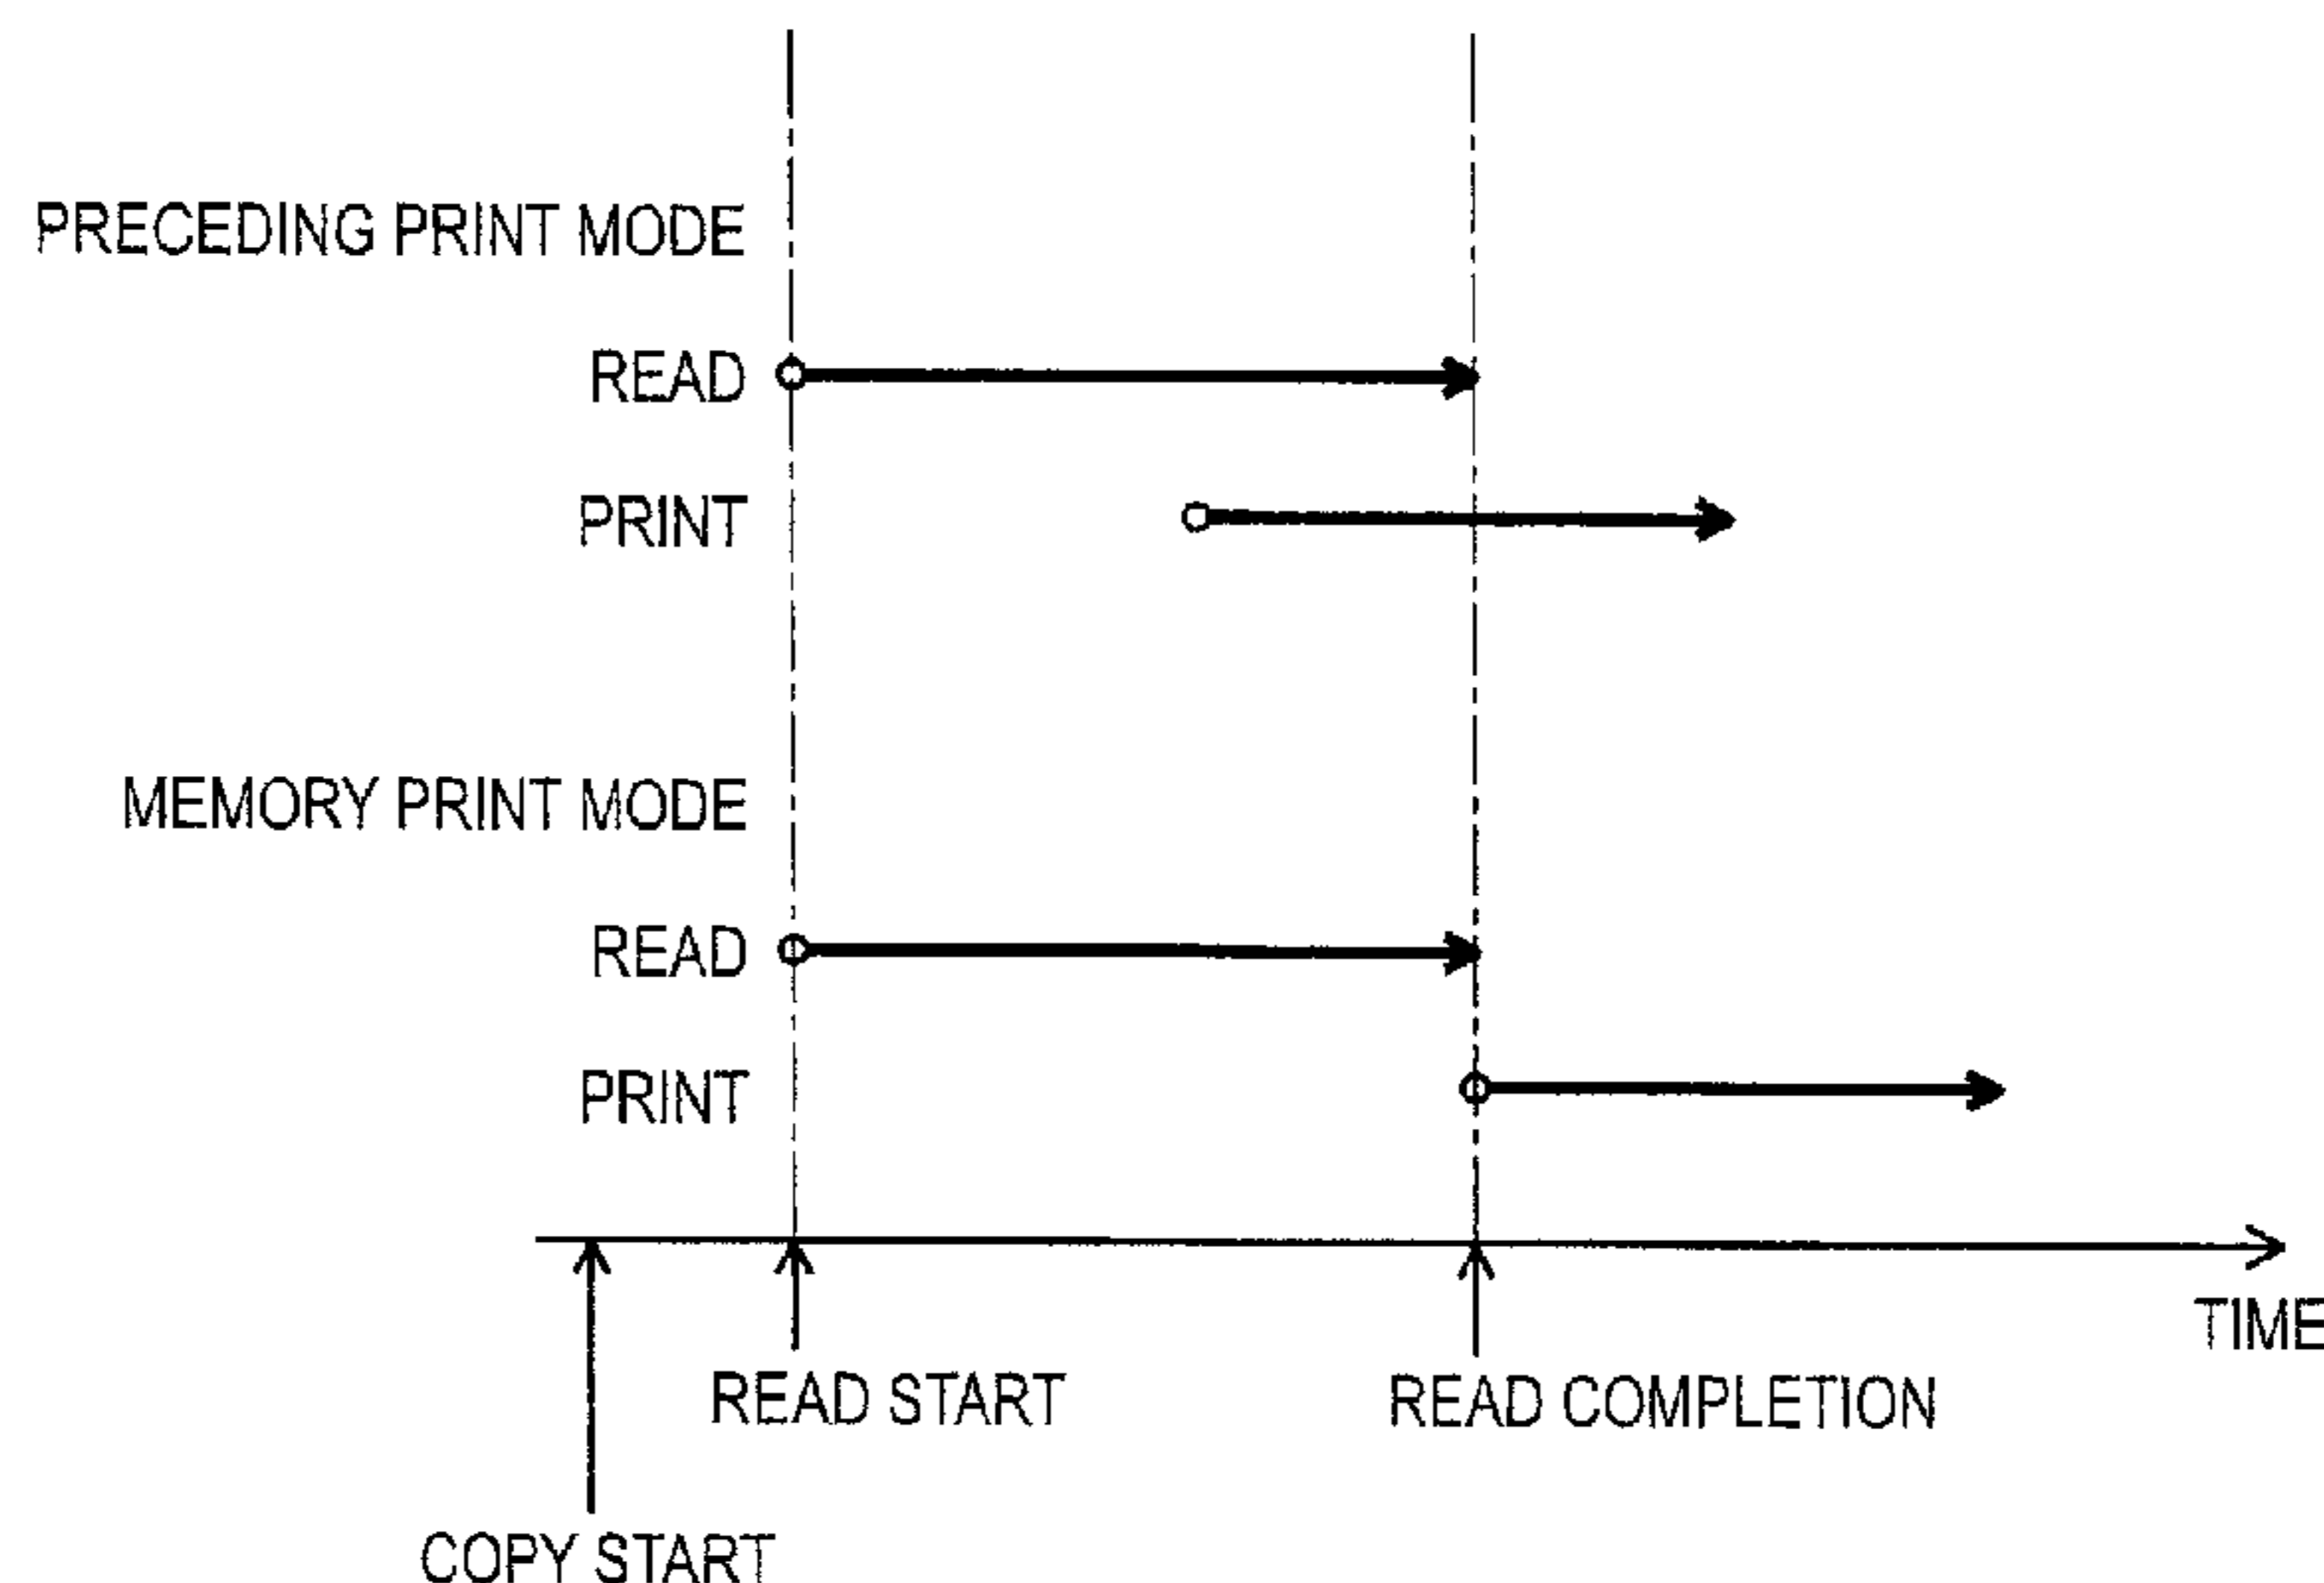 PRECEDING PRINT MODE
READ
PRINT
MEMORY PRINT MODE
READ
PRINT
TIME
READ START
READ COMPLETION
COPY START